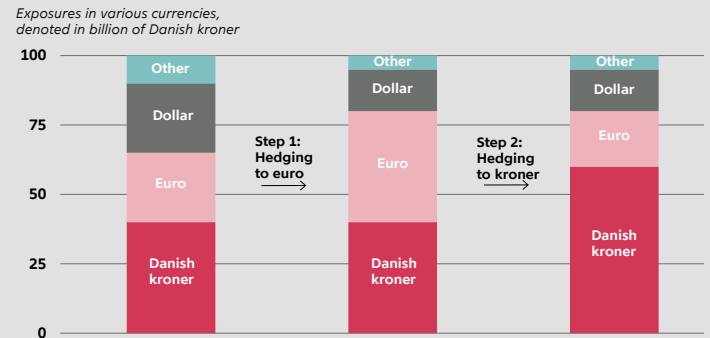 Exposures in various currencies,
denoted in billion of Danish kroner
100
75
50
25
0
Other
Dollar
Euro
Danish
kroner
Step 1:
Hedging
to euro
Other
Dollar
Euro
Danish
kroner
Step 2:
Hedging
to kroner
Other
Dollar
Euro
Danish
kroner